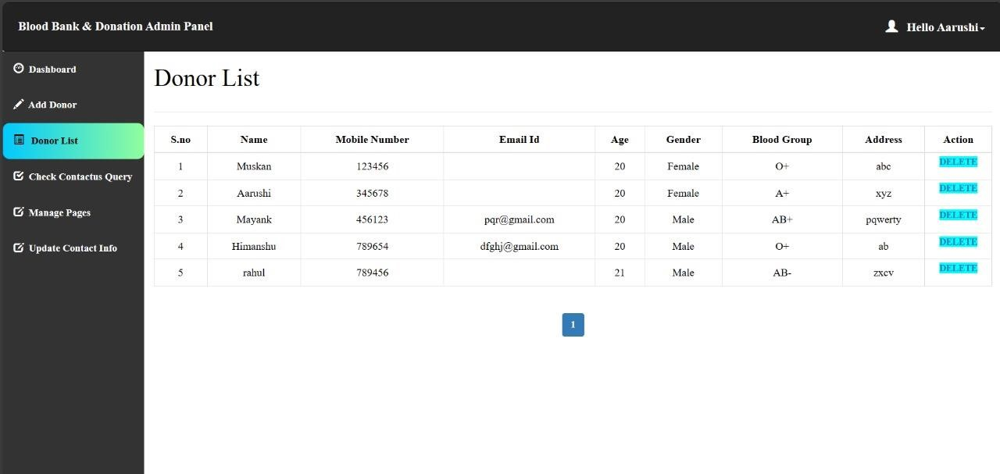 Blood Bank & Donation Admin Panel
Hello Aarushi
Dashboard
Add Donor
Donor List
Check Contactus Query
Manage Pages
Update Contact Info
Donor List
S.no Name Mobile Number Email Id Age Gender Blood Group Address Action
1 Muskan 123456 20 Female O+ abc DELETE
2 Aarushi 345678 20 Female A+ xyz DELETE
3 Mayank 456123 pqr@gmail.com 20 Male AB+ pqwerty DELETE
4 Himanshu 789654 dfghj@gmail.com 20 Male O+ ab DELETE
5 rahul 789456 21 Male AB- zxcv DELETE
1